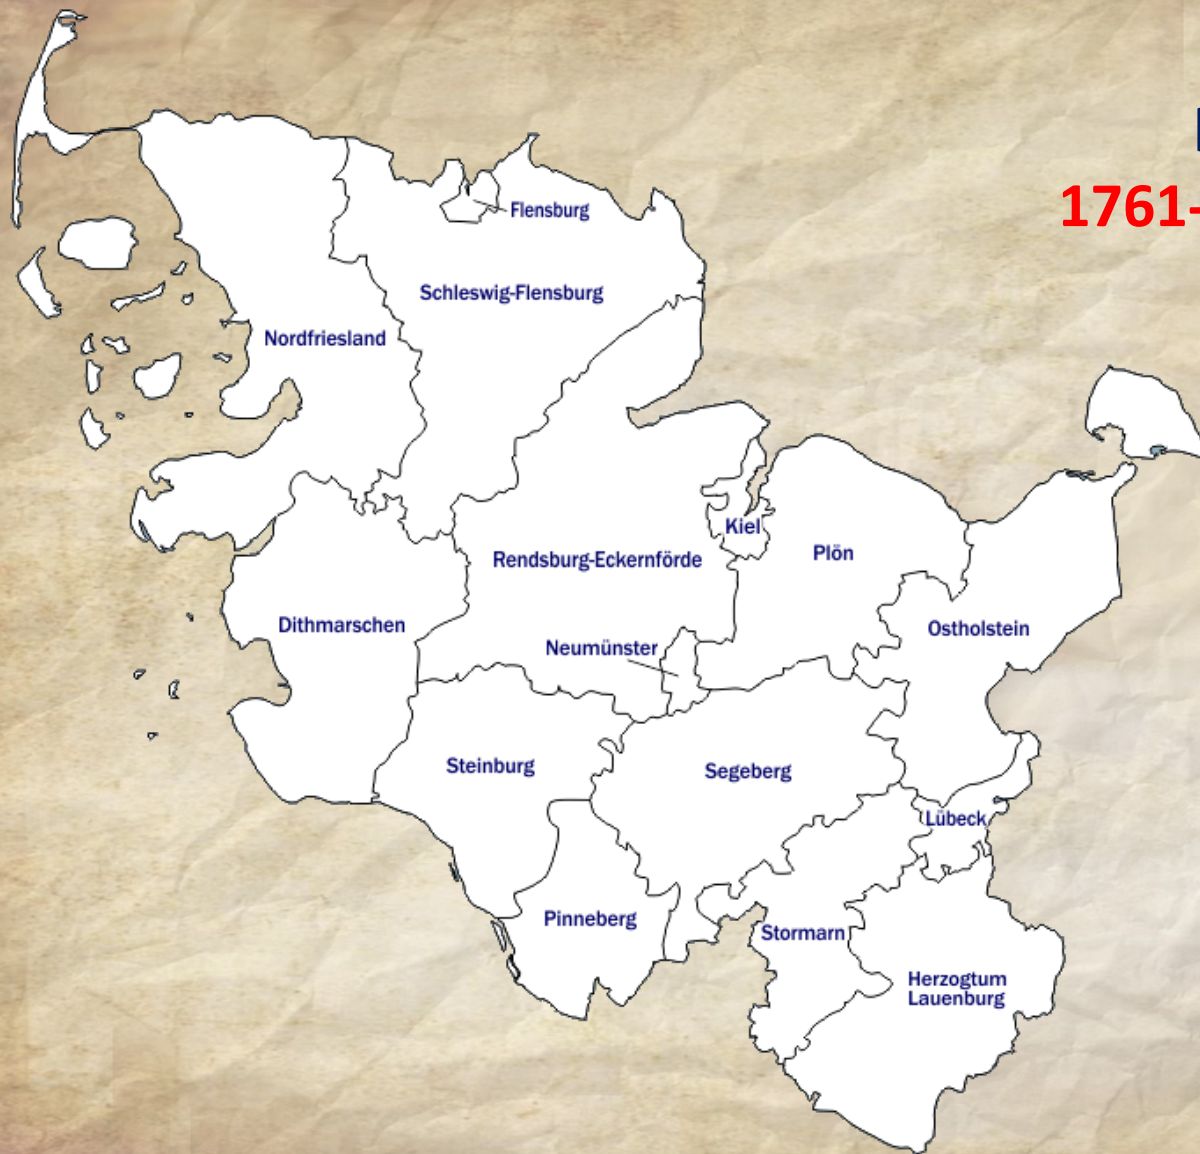 1761-
Flensburg
Schleswig-Flensburg
Nordfriesland
Kiel
Plön
Rendsburg-Eckernförde
Dithmarschen
Ostholstein
Neumünster
Steinburg
Segeberg
Lübeck
Pinneberg
Stormarn
Herzogtum
Lauenburg